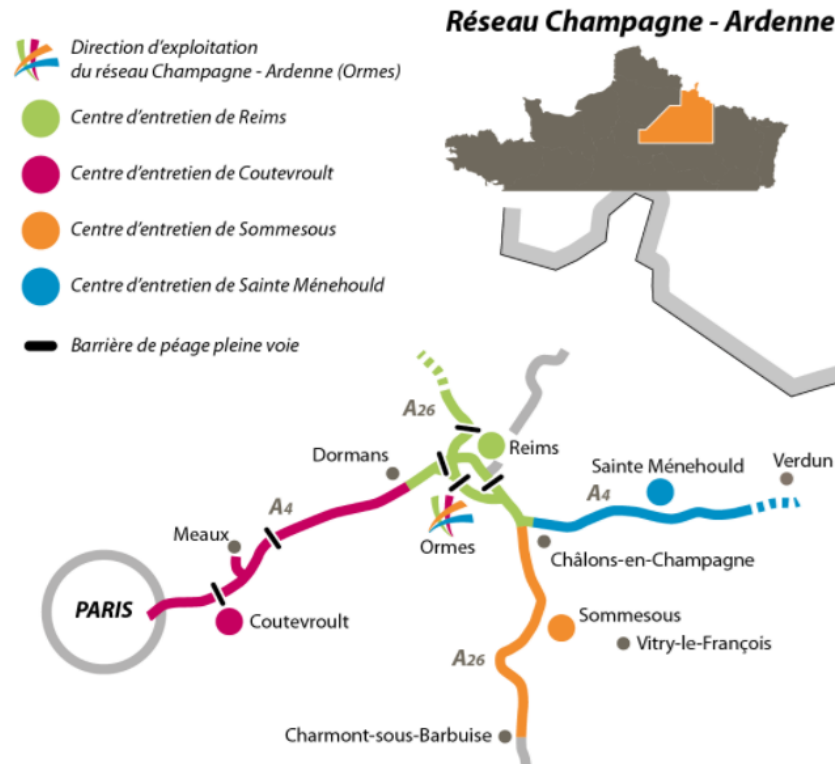 Réseau Champagne - Ardenne
Direction d'exploitation
du réseau Champagne - Ardenne (Ormes)
Centre d'entretien de Reims
Centre d'entretien de Coutevroult
Centre d'entretien de Sommesous
Centre d'entretien de Sainte Ménehould
Barrière de péage pleine voie
A26
Reims
Dormans
Sainte Ménehould
Verdun
A4
A4
Meaux
Ormes
Châlons-en-Champagne
PARIS
Coutevroult
Sommesous
Vitry-le-François
A26
Charmont-sous-Barbuise